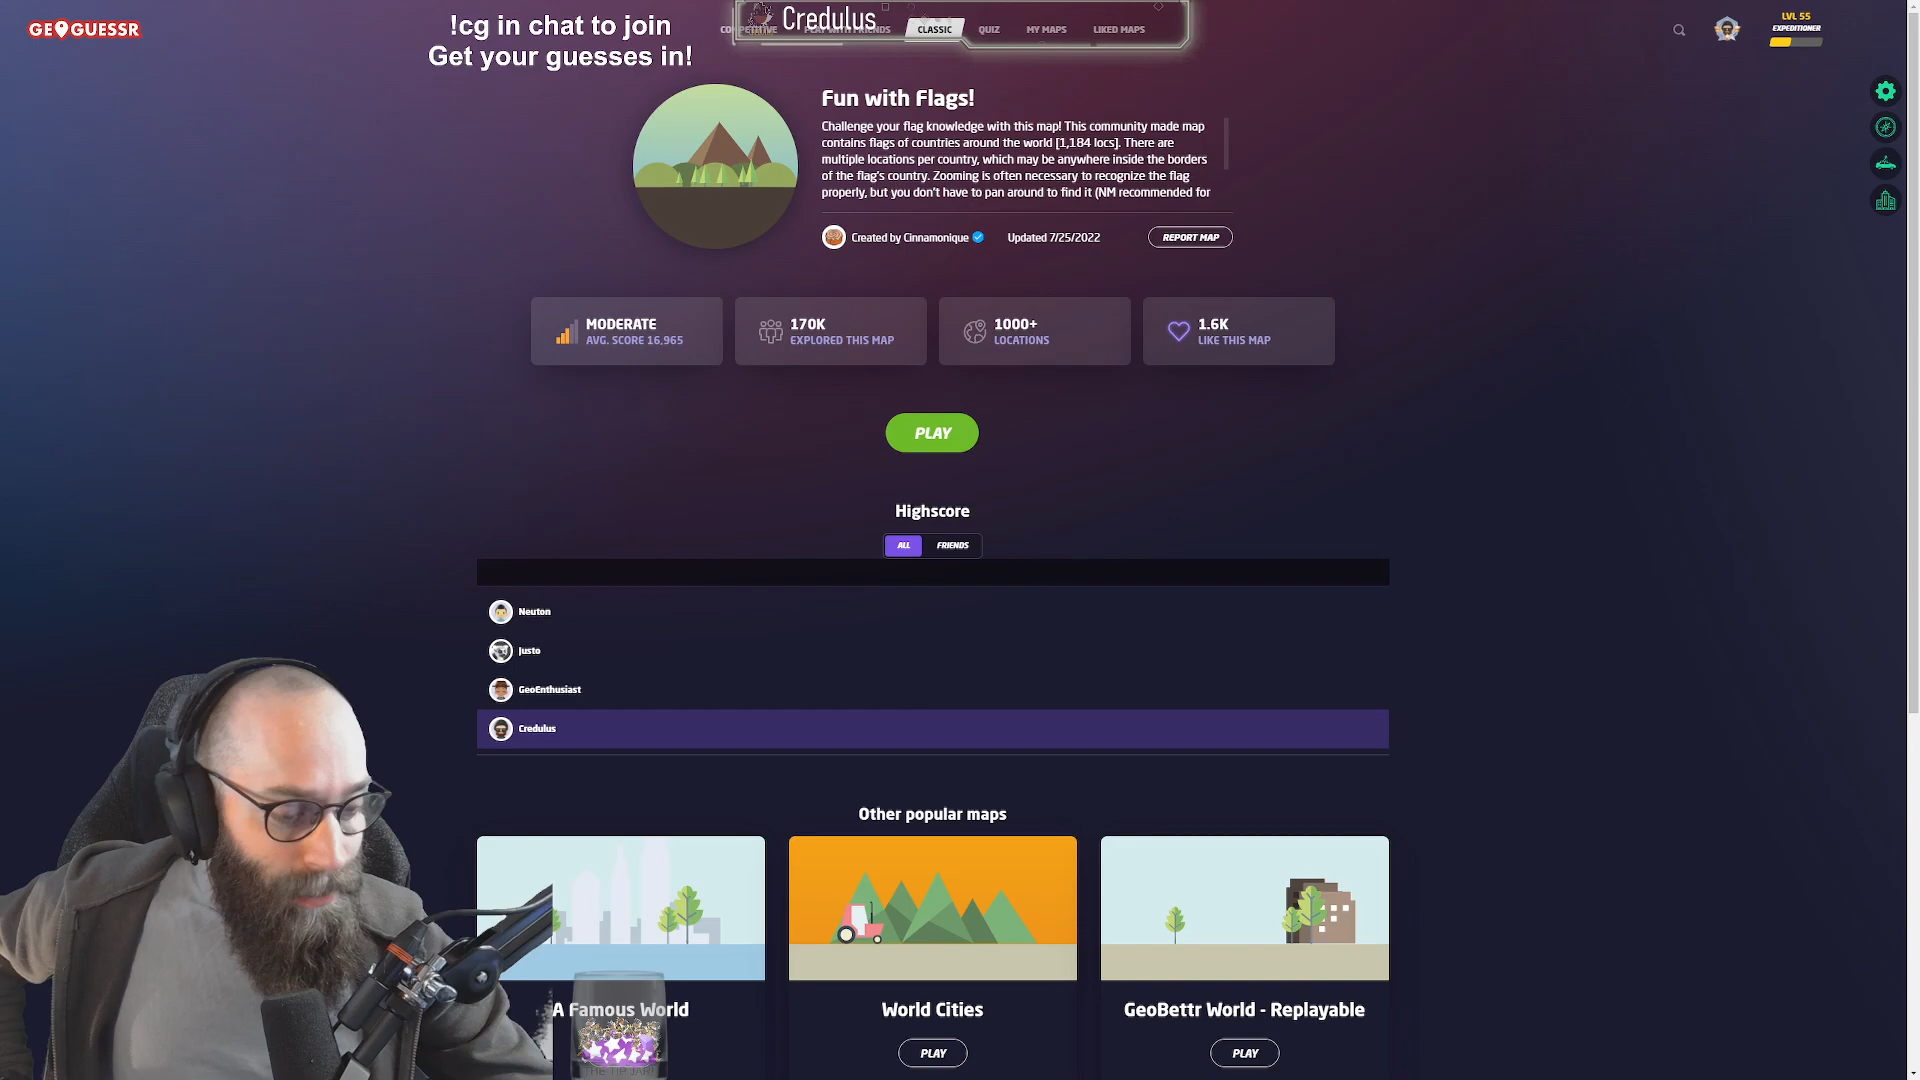 GEOGUESSR
!cg in chat to join
Get your guesses in!
Credulus
CLASSIC
QUIZ
MY MAPS
LIKED MAPS
LVL 55
EXPEDITIONER
Fun with Flags!
Challenge your flag knowledge with this map! This community made map
contains flags of countries around the world [1,184 locs]. There are
multiple locations per country, which may be anywhere inside the borders
of the flag's country. Zooming is often necessary to recognize the flag
properly, but you don't have to pan around to find it (NM recommended for
Created by Cinnamonique
Updated 7/25/2022
REPORT MAP
MODERATE
AVG. SCORE 16,965
170K
EXPLORED THIS MAP
1000+
LOCATIONS
1.6K
LIKE THIS MAP
PLAY
Highscore
ALL
FRIENDS
Neuton
Justo
GeoEnthusiast
Credulus
Other popular maps
A Famous World
World Cities
GeoBettr World - Replayable
PLAY
PLAY
THE TIP JAR